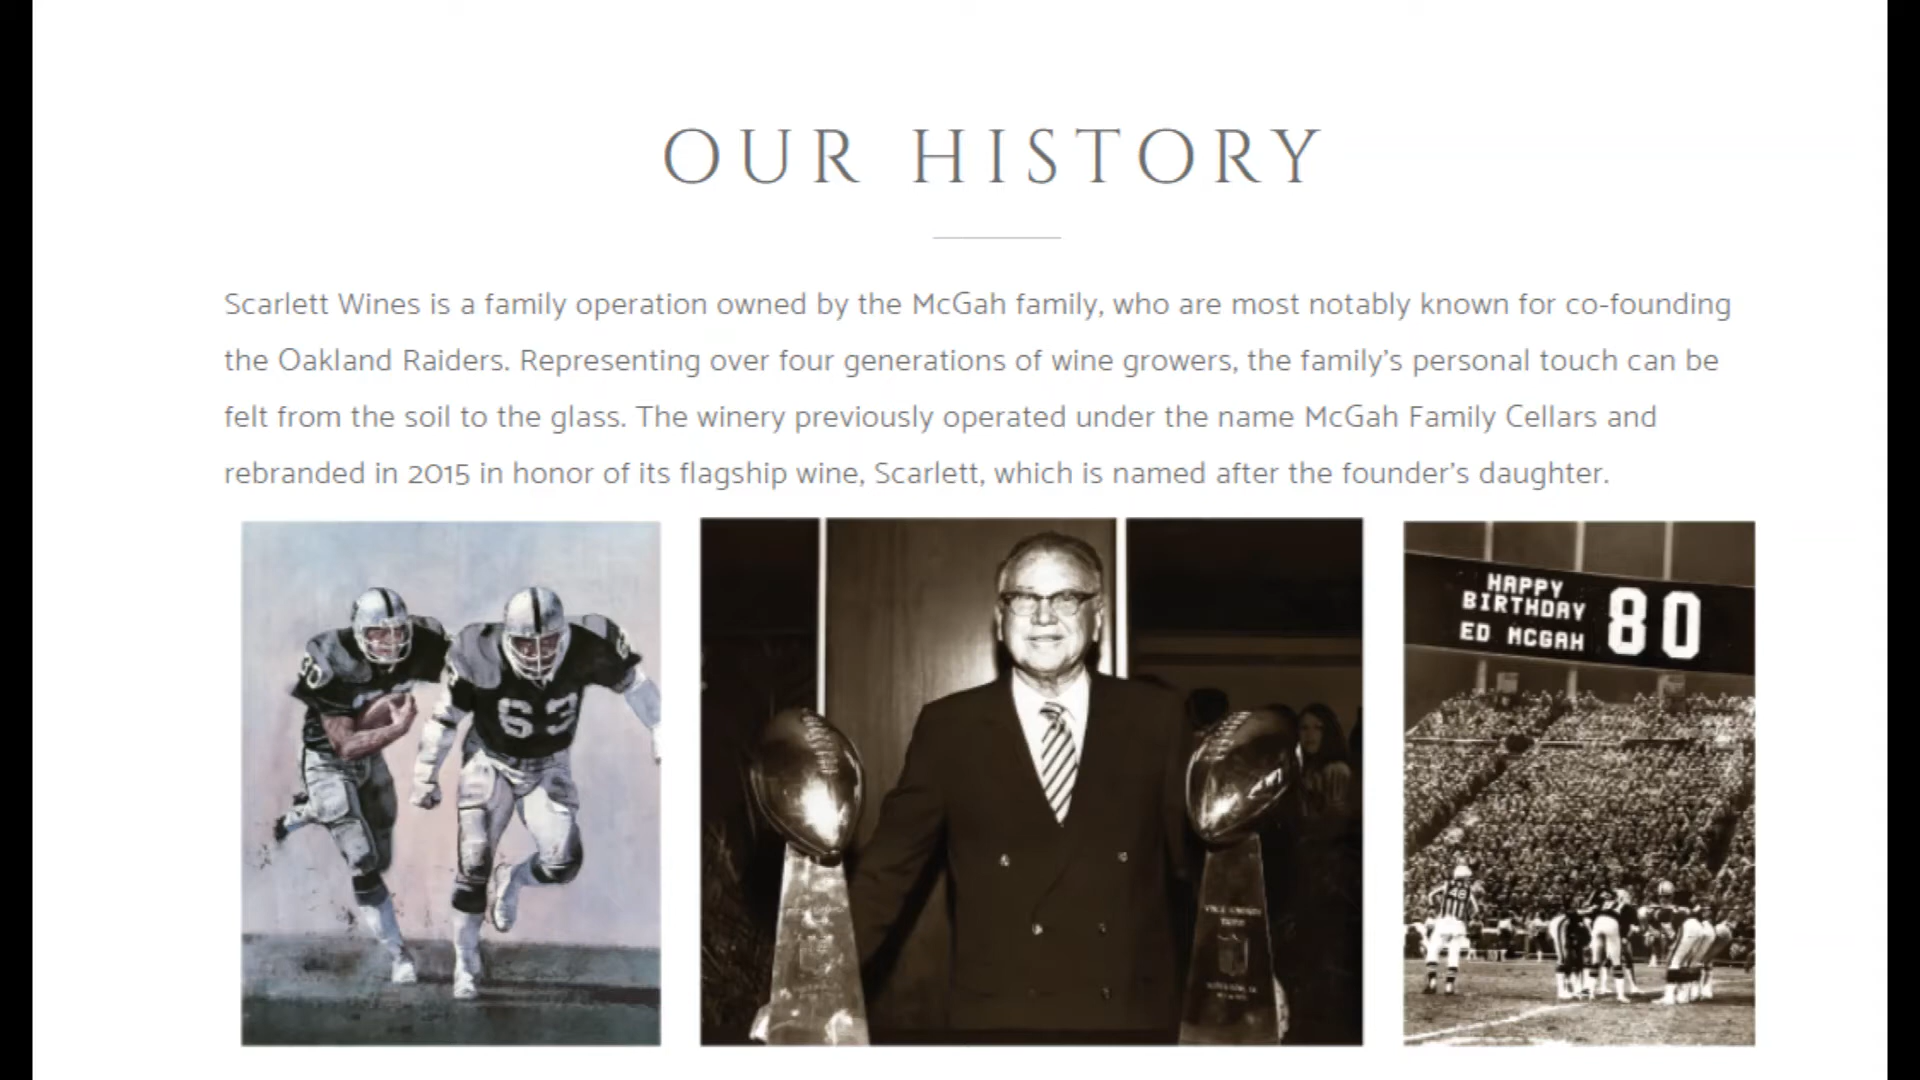 OUR HISTORY
Scarlett Wines is a family operation owned by the McGah family, who are most notably known for co-founding
the Oakland Raiders. Representing over four generations of wine growers, the family's personal touch can be
felt from the soil to the glass. The winery previously operated under the name McGah Family Cellars and
rebranded in 2015 in honor of its flagship wine, Scarlett, which is named after the founder's daughter.
63
HAPPY
BIRTHDAY
ED MCGAH
80